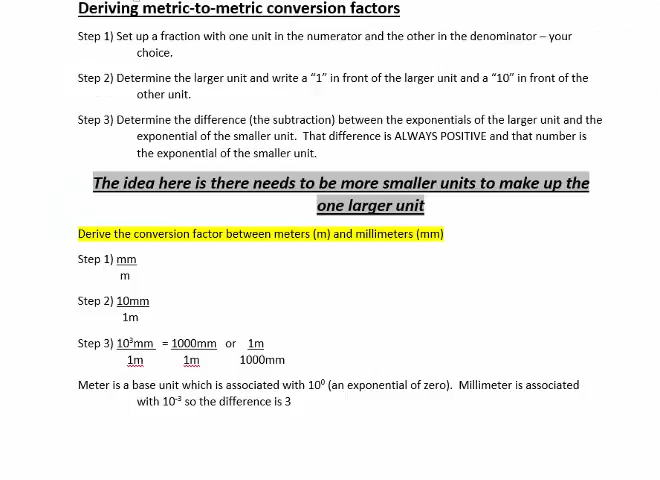 Deriving metric-to-metric conversion factors
Step 1) Set up a fraction with one unit in the numerator and the other in the denominator – your
choice.
Step 2) Determine the larger unit and write a “1” in front of the larger unit and a “10” in front of the
other unit.
Step 3) Determine the difference (the subtraction) between the exponentials of the larger unit and the
exponential of the smaller unit. That difference is ALWAYS POSITIVE and that number is
the exponential of the smaller unit.
The idea here is there needs to be more smaller units to make up the
one larger unit
Derive the conversion factor between meters (m) and millimeters (mm)
Step 1) mm
m
Step 2) 10mm
1m
Step 3) 10³mm = 1000mm or 1m
1m 1m 1000mm
Meter is a base unit which is associated with 10⁰ (an exponential of zero). Millimeter is associated
with 10⁻³ so the difference is 3